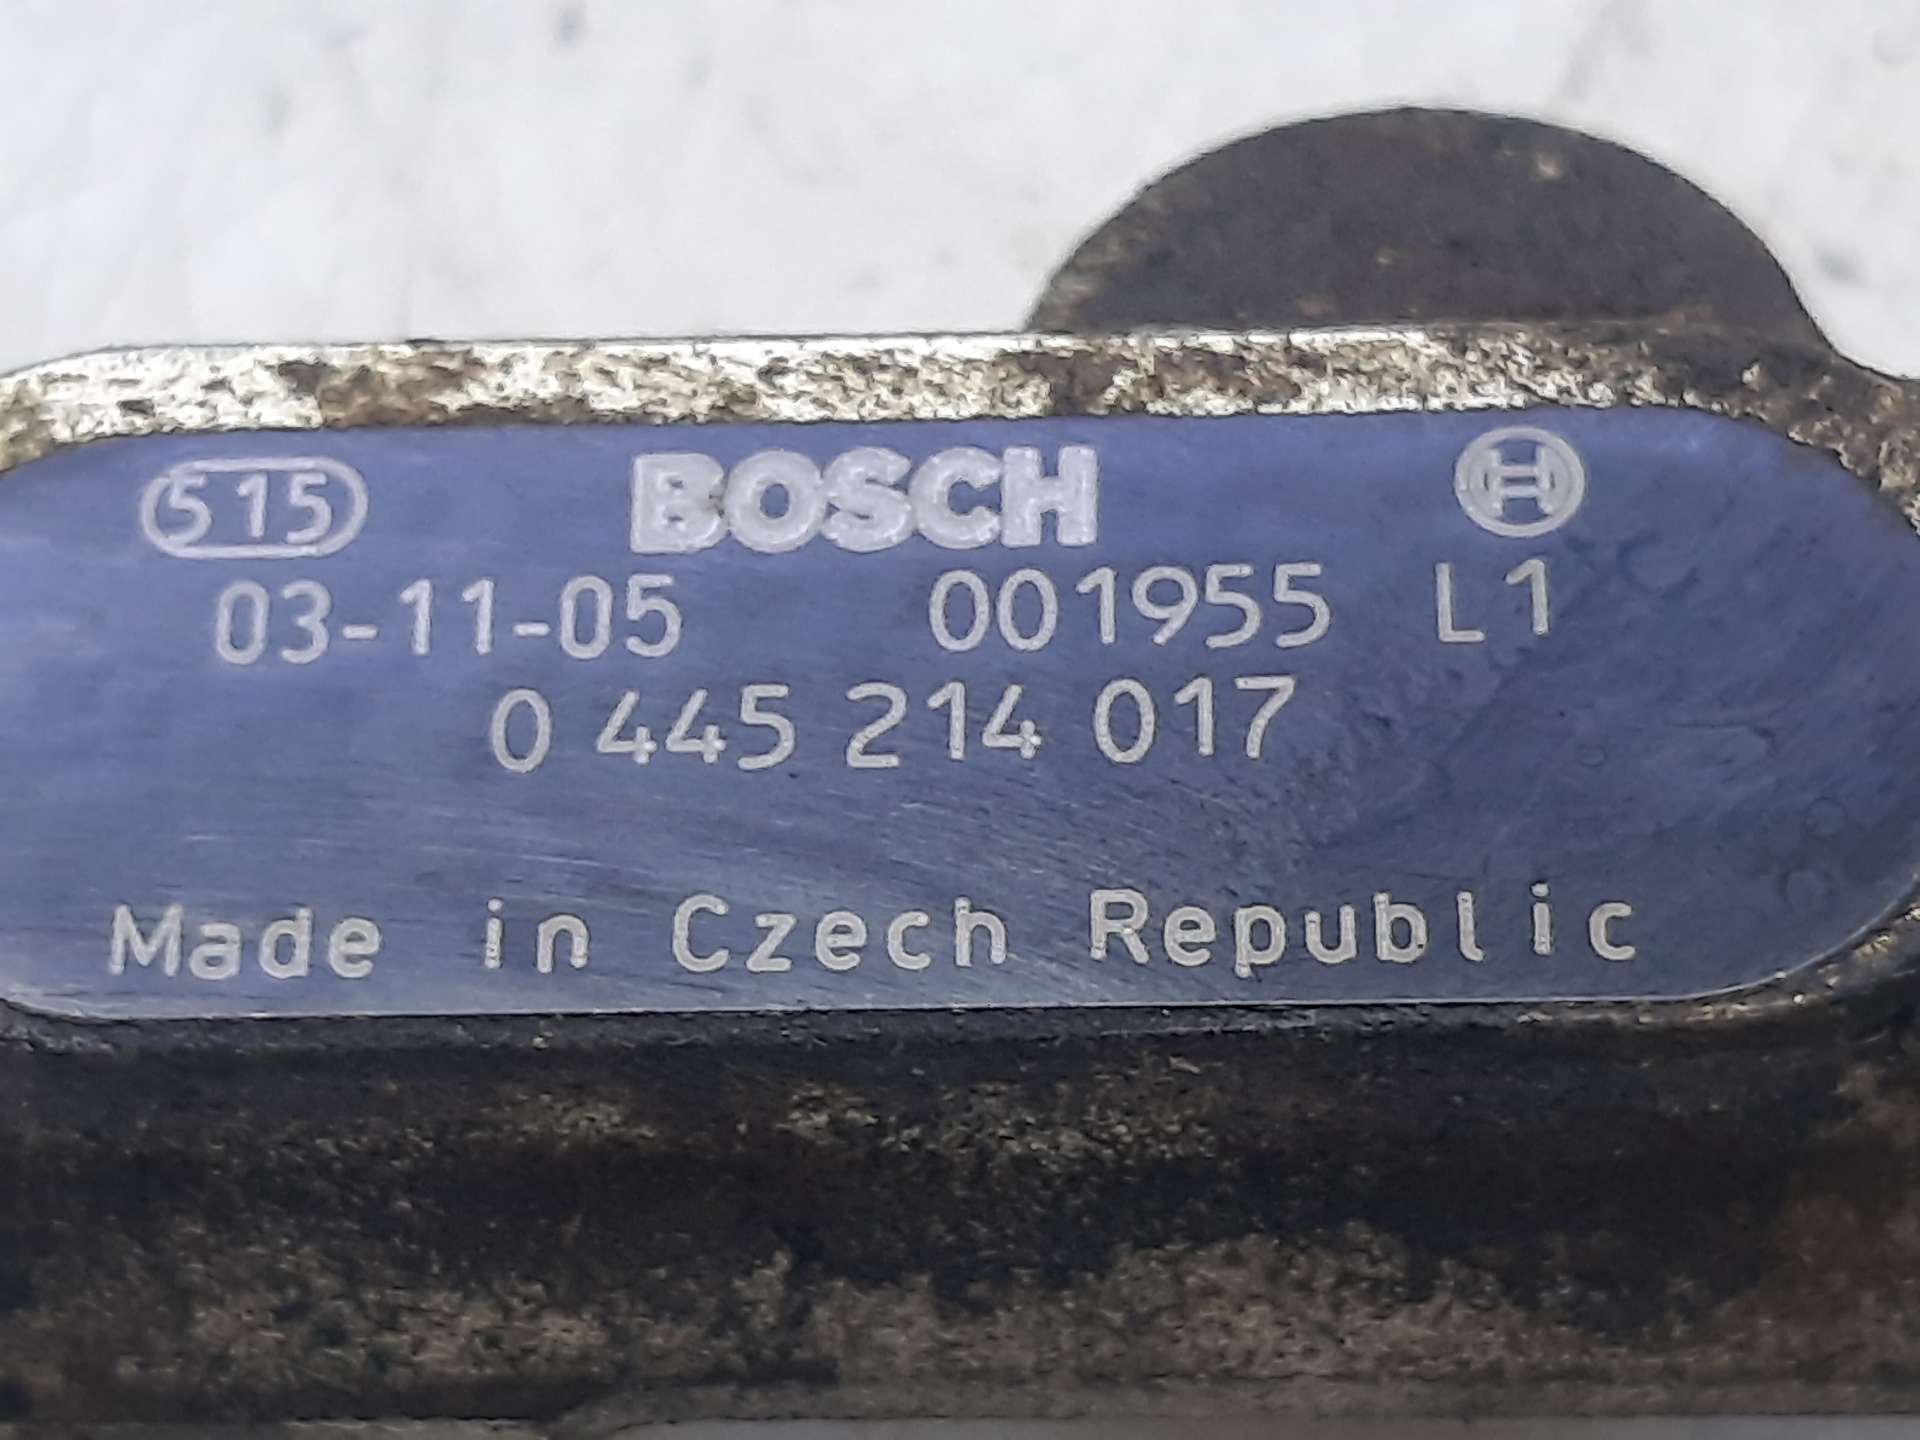 515 BOSCH
03-11-05 001955 L1
0 445 214 017
Made in Czech Republic